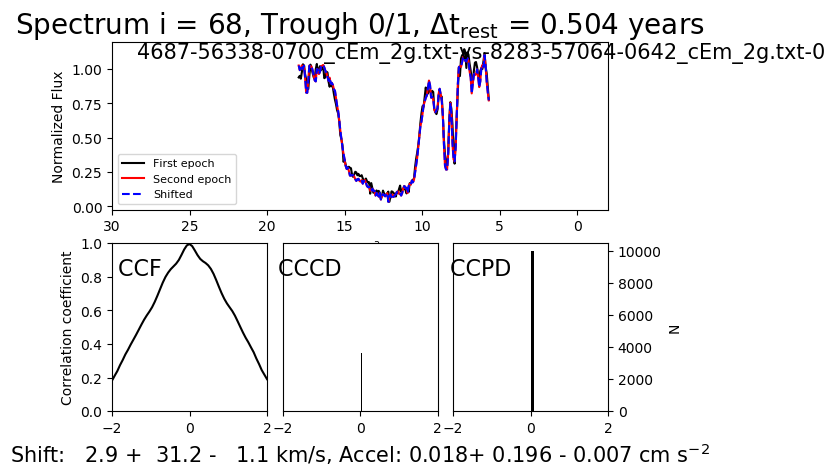 Spectrum i = 68, Trough 0/1, Δt_rest = 0.504 years
4687-56338-0700_cEm_2g.txt-vs-8283-57064-0642_cEm_2g.txt-0
Normalized Flux
1.00
0.75
0.50
0.25
0.00
First epoch
Second epoch
Shifted
30 25 20 15 10 5 0
Correlation coefficient
1.0
0.8
0.6
0.4
0.2
0.0
CCF
CCCD
CCPD
10000
8000
6000
4000
2000
0
N
−2 0 2
−2 0 2
−2 0 2
Shift: 2.9 + 31.2 - 1.1 km/s, Accel: 0.018+ 0.196 - 0.007 cm s⁻²